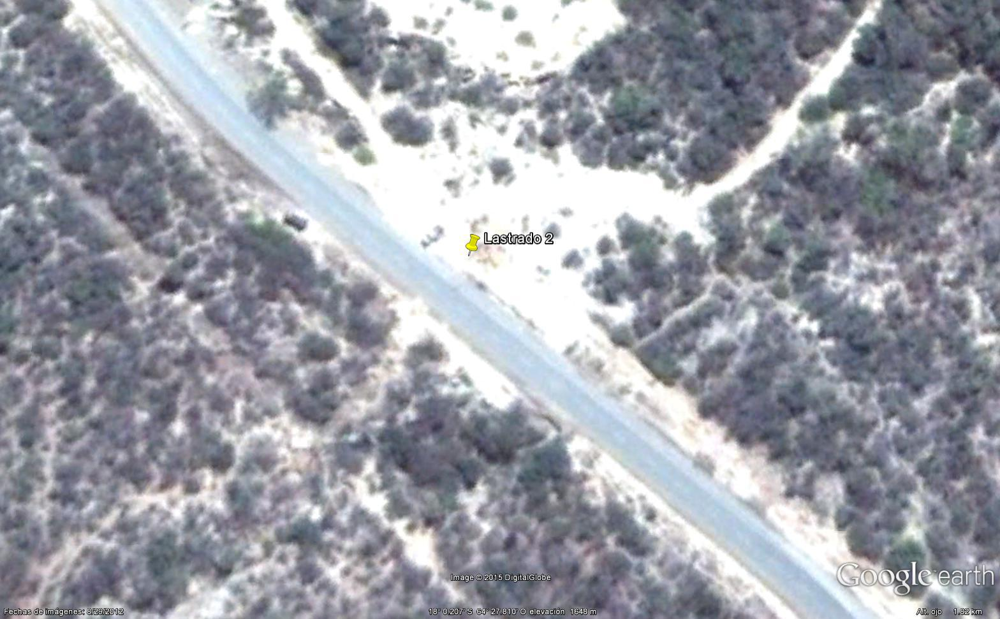 Lastrado 2
Image © 2015 DigitalGlobe
Google earth
Fechas de imágenes: 8/29/2012 18° 0.207' S 64° 27.810' O elevación 1648 m Alt. ojo 1.82 km